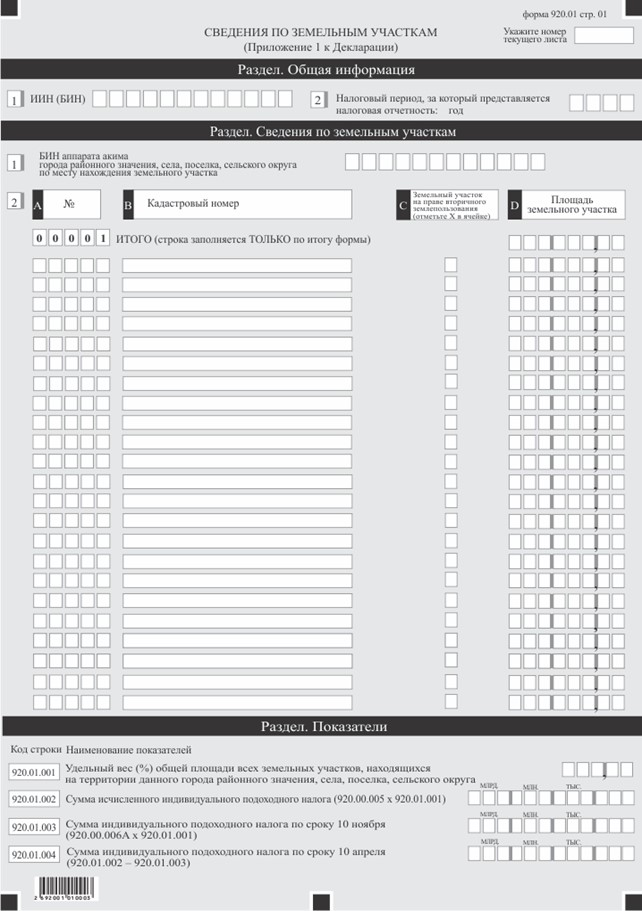 форма 920.01 стр. 01
СВЕДЕНИЯ ПО ЗЕМЕЛЬНЫМ УЧАСТКАМ
(Приложение 1 к Декларации)
Укажите номер
текущего листа
Раздел. Общая информация
1 ИИН (БИН)
2 Налоговый период, за который представляется
налоговая отчетность: год
Раздел. Сведения по земельным участкам
1 БИН аппарата акима
города районного значения, села, поселка, сельского округа
по месту нахождения земельного участка
2 A №
B Кадастровый номер
C Земельный участок
на праве вторичного
землепользования
(отметьте X в ячейке)
D Площадь
земельного участка
0 0 0 0 1 ИТОГО (строка заполняется ТОЛЬКО по итогу формы)
Раздел. Показатели
Код строки Наименование показателей
920.01.001 Удельный вес (%) общей площади всех земельных участков, находящихся
на территории данного города районного значения, села, поселка, сельского округа
МЛРД. МЛН. ТЫС.
920.01.002 Сумма исчисленного индивидуального подоходного налога (920.00.005 x 920.01.001)
МЛРД. МЛН. ТЫС.
920.01.003 Сумма индивидуального подоходного налога по сроку 10 ноября
(920.00.006А x 920.01.001)
МЛРД. МЛН. ТЫС.
920.01.004 Сумма индивидуального подоходного налога по сроку 10 апреля
(920.01.002 – 920.01.003)
2 692001 010003